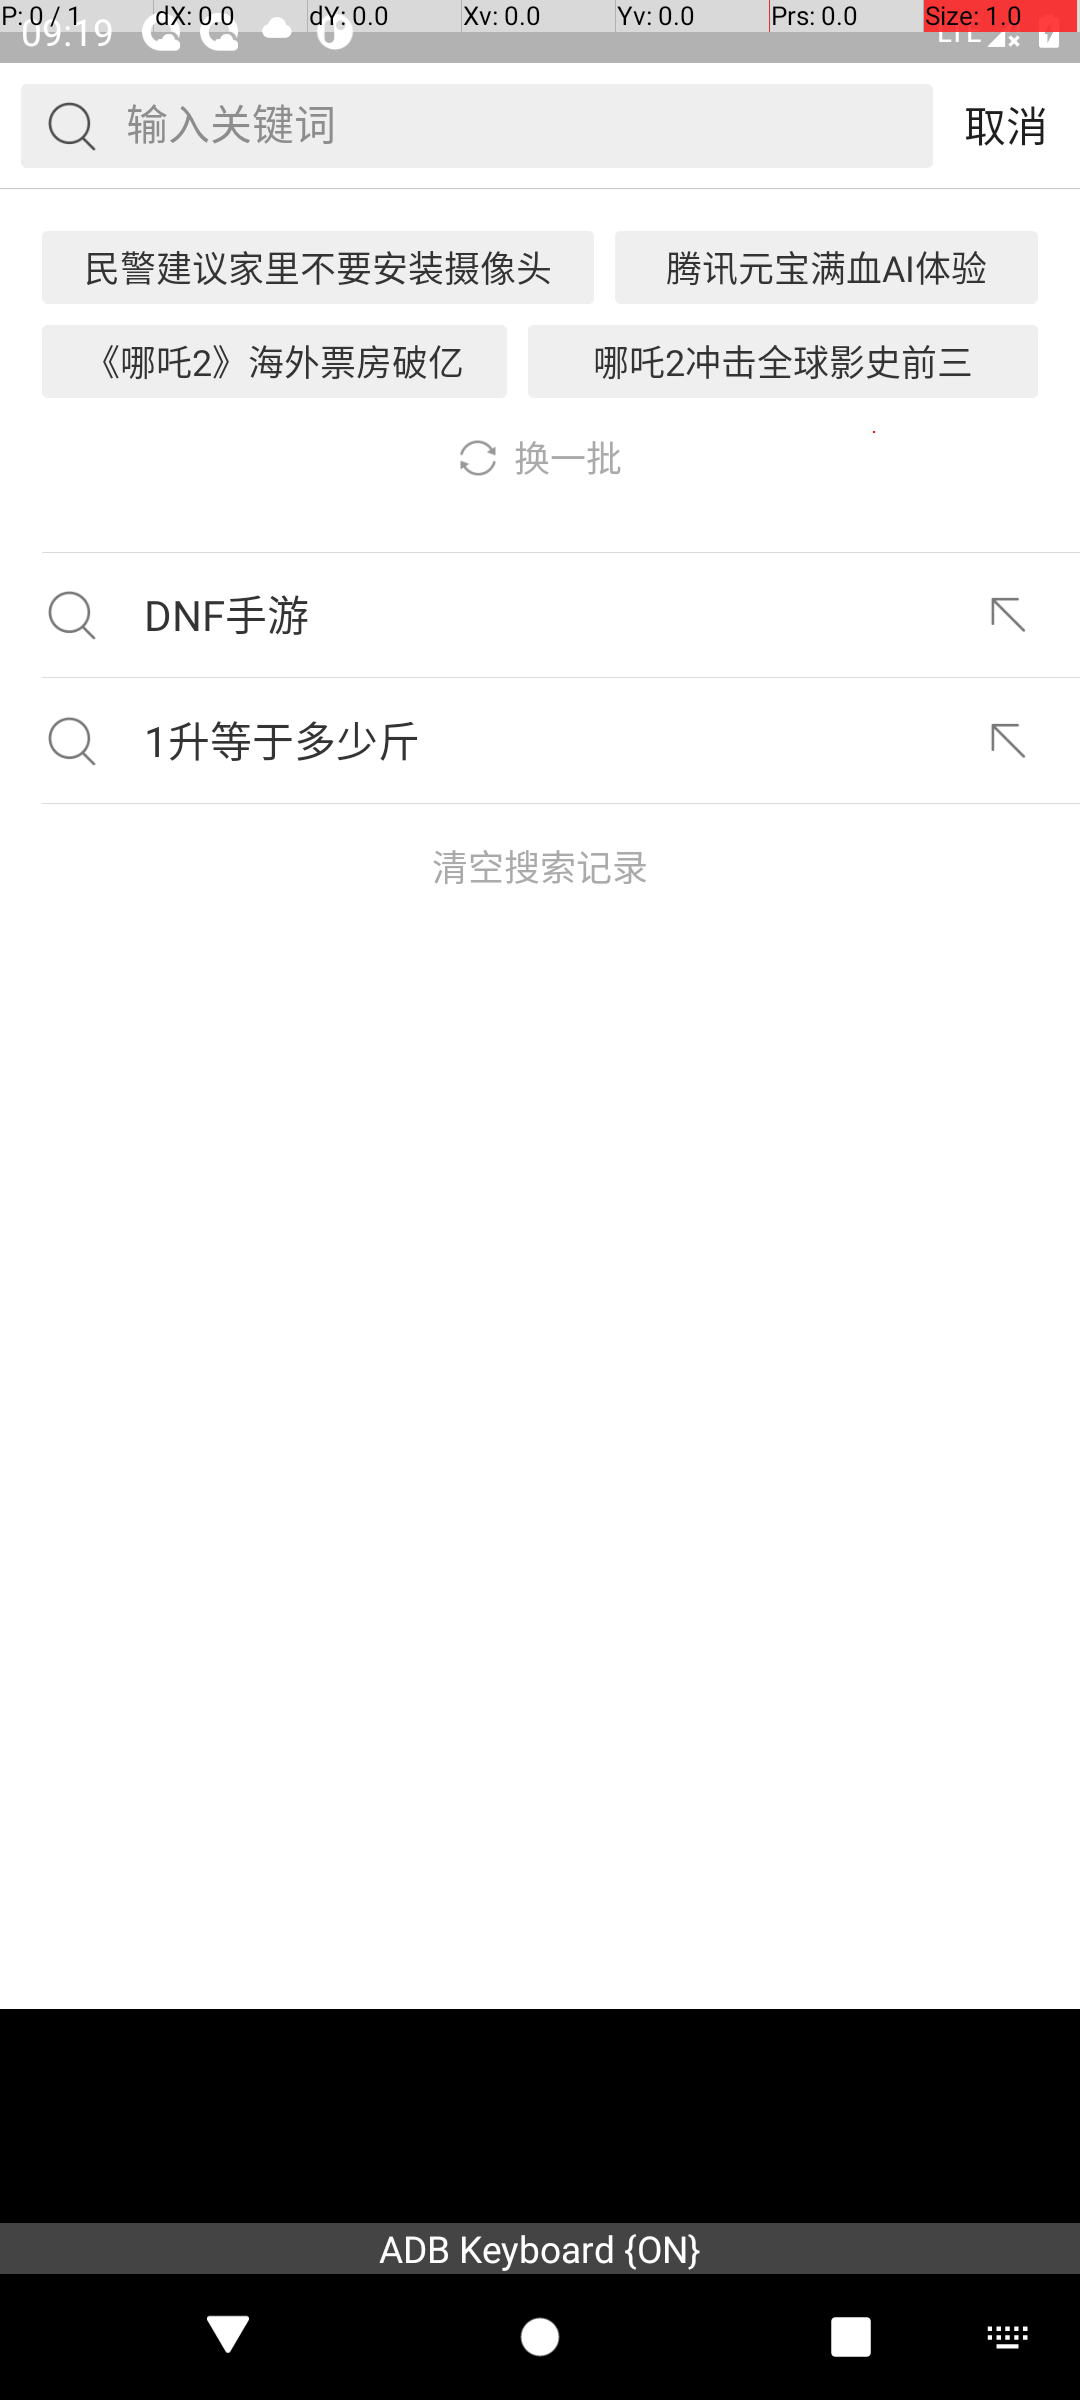 P: 0 / 1 dX: 0.0 dY: 0.0 Xv: 0.0 Yv: 0.0 Prs: 0.0 Size: 1.0
09:19 LTE
输入关键词 取消
民警建议家里不要安装摄像头 腾讯元宝满血AI体验
《哪吒2》海外票房破亿 哪吒2冲击全球影史前三
换一批
DNF手游
1升等于多少斤
清空搜索记录
ADB Keyboard {ON}